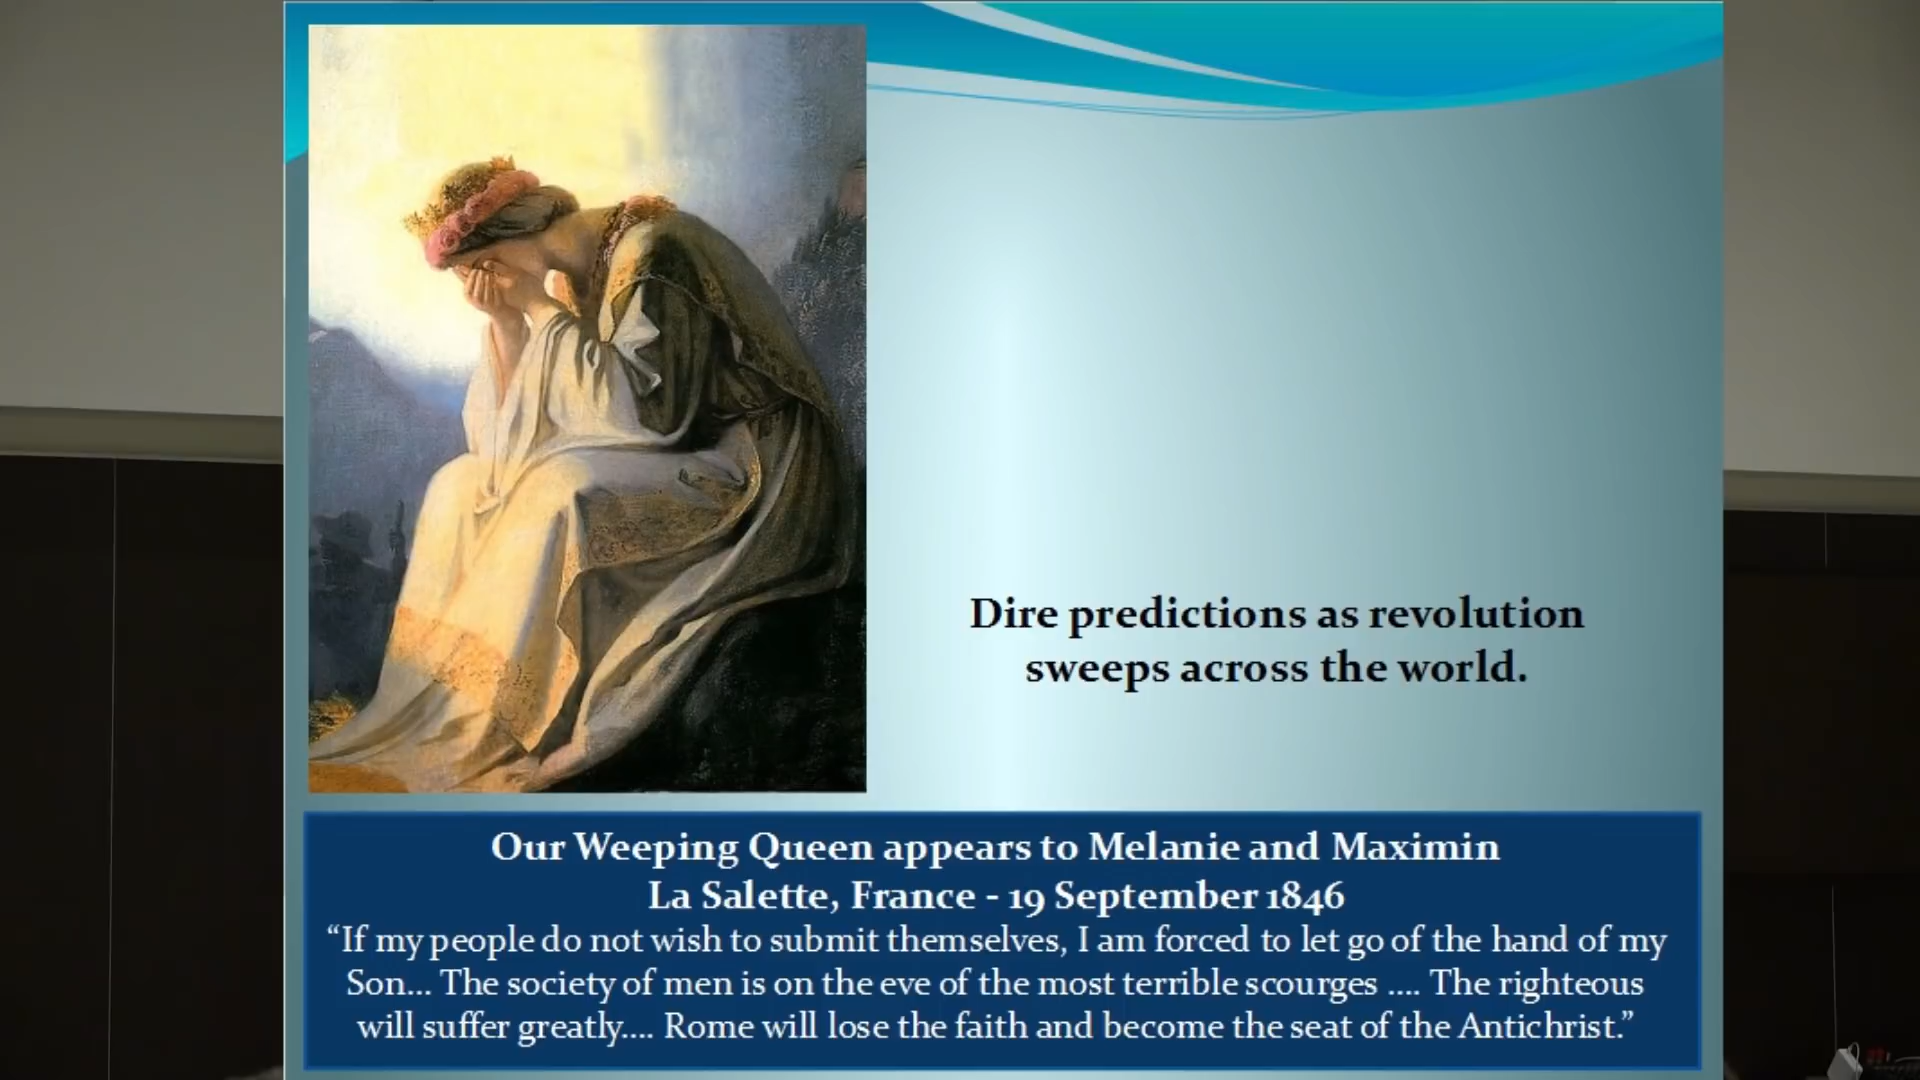 Dire predictions as revolution
sweeps across the world.
Our Weeping Queen appears to Melanie and Maximin
La Salette, France - 19 September 1846
“If my people do not wish to submit themselves, I am forced to let go of the hand of my
Son... The society of men is on the eve of the most terrible scourges .... The righteous
will suffer greatly.... Rome will lose the faith and become the seat of the Antichrist.”